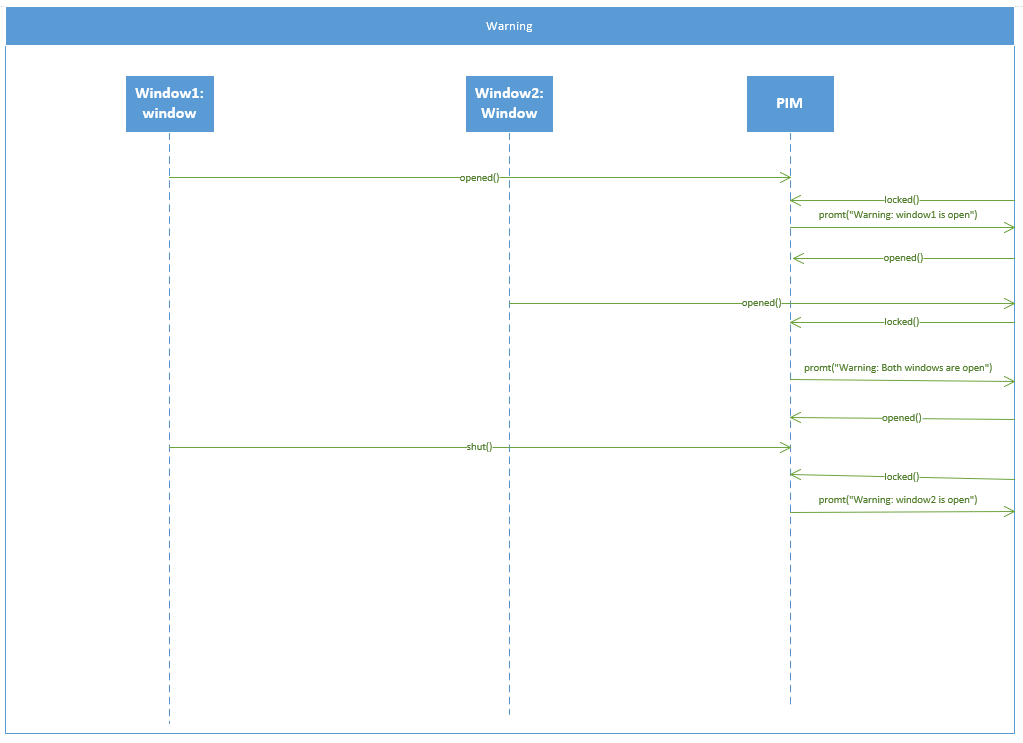 Warning
Window1:
window
Window2:
Window
PIM
opened()
locked()
promt("Warning: window1 is open")
opened()
opened()
locked()
promt("Warning: Both windows are open")
opened()
shut()
locked()
promt("Warning: window2 is open")